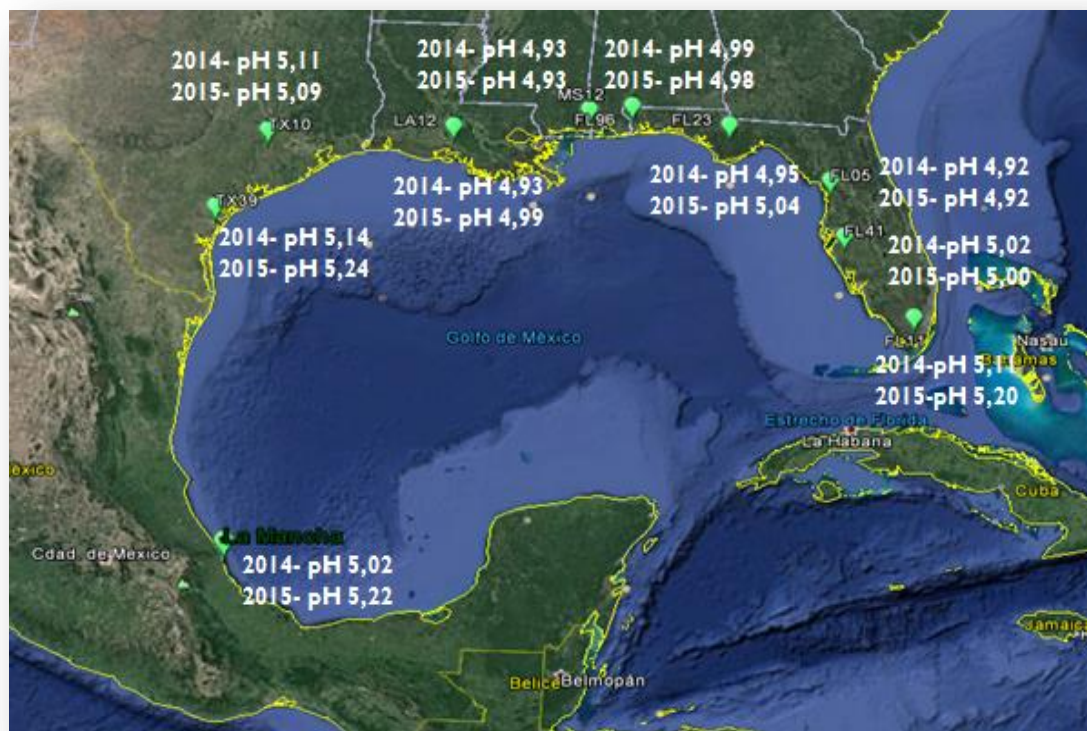 2014- pH 5,11
2015- pH 5,09
2014- pH 4,93
2015- pH 4,93
2014- pH 4,99
2015- pH 4,98
MS12
TX10
LA12
FL96
FL23
2014- pH 4,93
2015- pH 4,99
2014- pH 4,95
2015- pH 5,04
FL05
2014- pH 4,92
2015- pH 4,92
TX39
2014- pH 5,14
2015- pH 5,24
FL41
2014-pH 5,02
2015-pH 5,00
Golfo de México
FL11
Nasáu
Bahamas
2014-pH 5,11
2015-pH 5,20
Estrecho de Florida
La Habana
Cuba
México
La Mancha
Cdad. de México
2014- pH 5,02
2015- pH 5,22
Jamaica
Belice
Belmopán